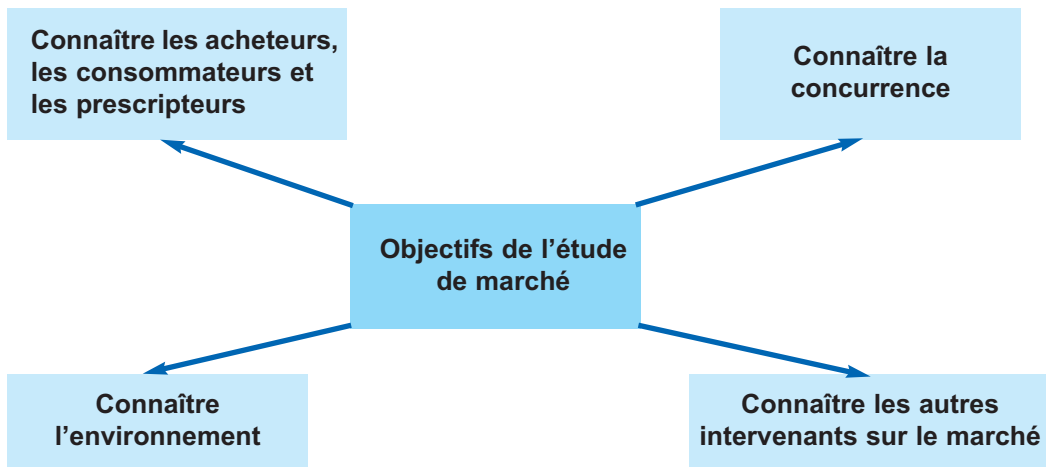 Connaître les acheteurs,
les consommateurs et
les prescripteurs
Connaître la
concurrence
Objectifs de l’étude
de marché
Connaître
l’environnement
Connaître les autres
intervenants sur le marché